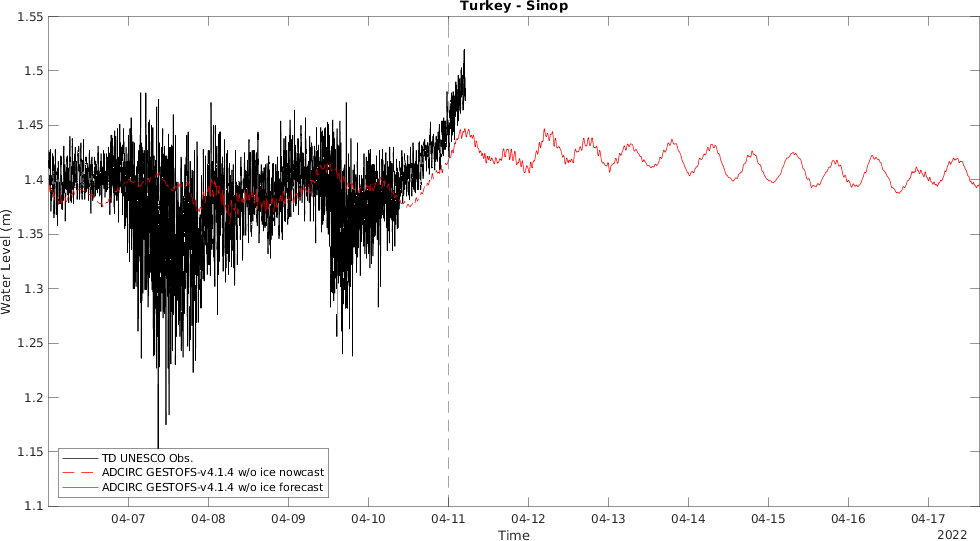 Turkey - Sinop
1.55
1.5
1.45
1.4
1.35
1.3
1.25
1.2
1.15
1.1
Water Level (m)
TD UNESCO Obs.
ADCIRC GESTOFS-v4.1.4 w/o ice nowcast
ADCIRC GESTOFS-v4.1.4 w/o ice forecast
04-07 04-08 04-09 04-10 04-11 04-12 04-13 04-14 04-15 04-16 04-17
Time
2022